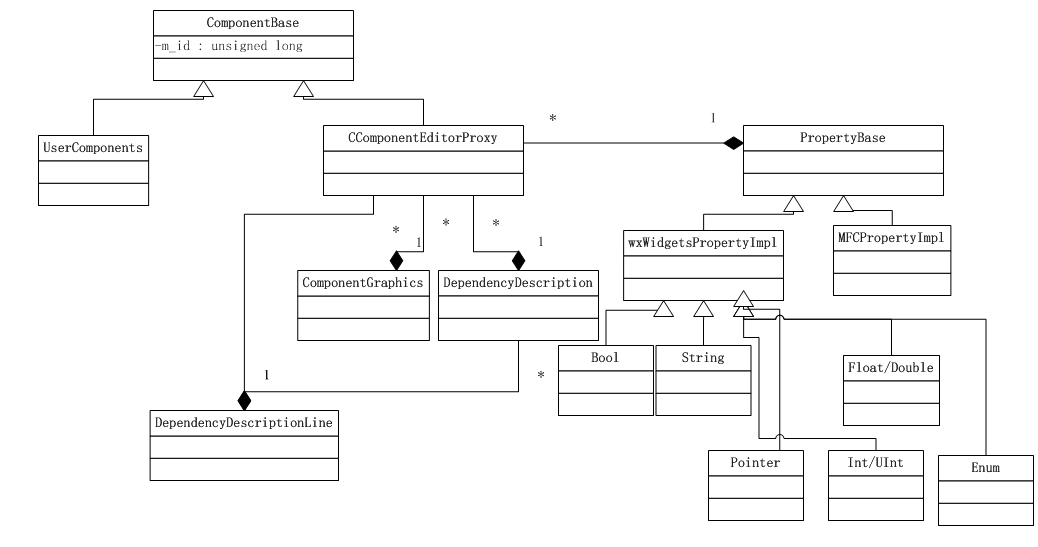 ComponentBase
-m_id : unsigned long
UserComponents
CComponentEditorProxy
*
1
PropertyBase
*
1
*
*
1
wxWidgetsPropertyImpl
MFCPropertyImpl
ComponentGraphics
DependencyDescription
Bool
String
Float/Double
1
*
DependencyDescriptionLine
Pointer
Int/UInt
Enum